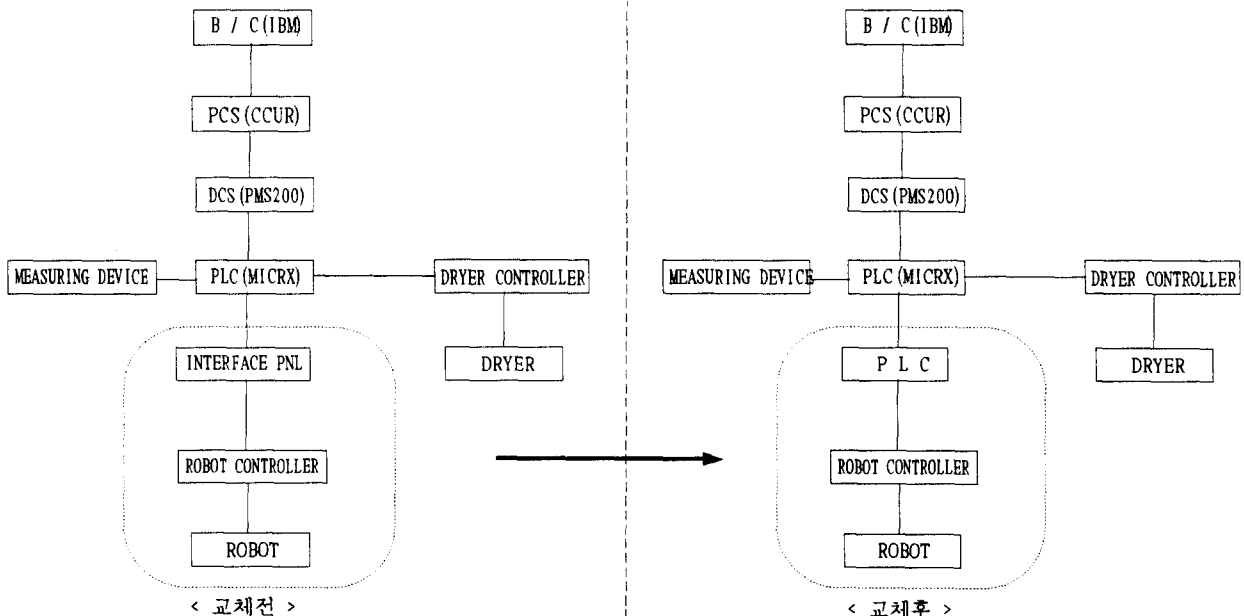 B / C(IBM)
PCS(CCUR)
DCS(PMS200)
MEASURING DEVICE
PLC(MICRX)
DRYER CONTROLLER
INTERFACE PNL
DRYER
ROBOT CONTROLLER
ROBOT
< 교체전 >
B / C(IBM)
PCS(CCUR)
DCS(PMS200)
MEASURING DEVICE
PLC(MICRX)
DRYER CONTROLLER
P L C
DRYER
ROBOT CONTROLLER
ROBOT
< 교체후 >